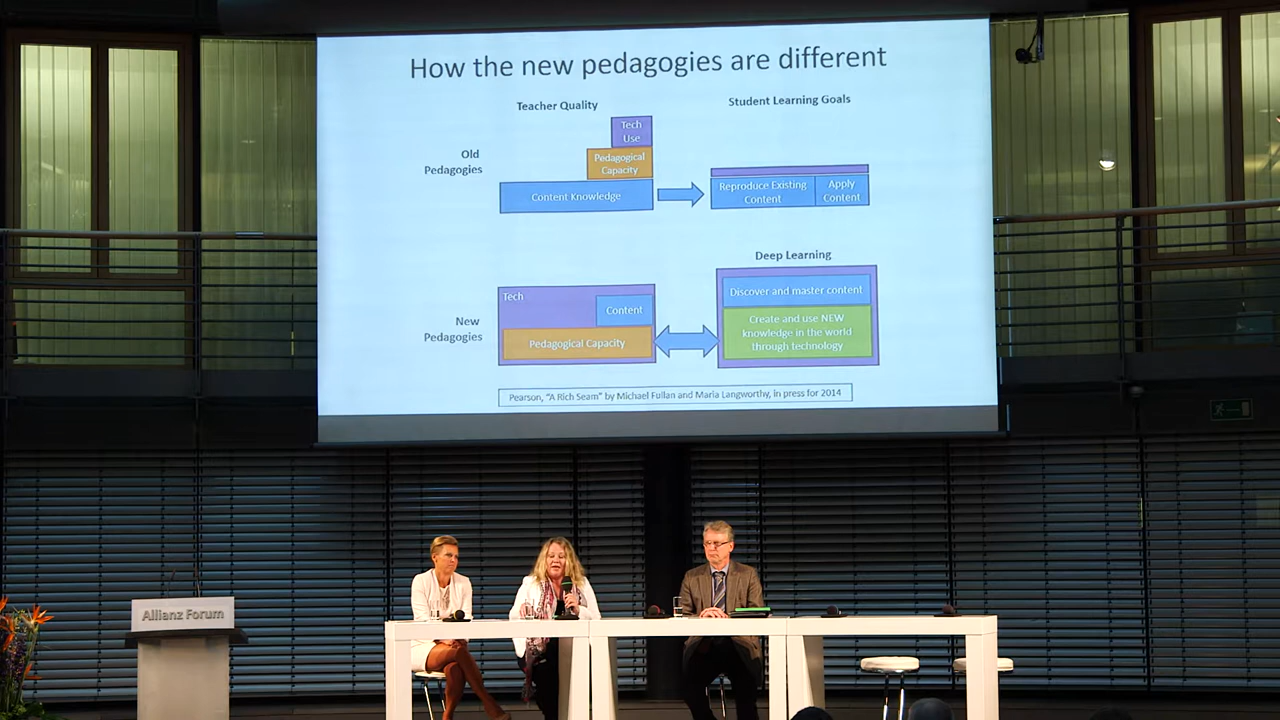 How the new pedagogies are different
Teacher Quality
Student Learning Goals
Old
Pedagogies
Tech
Use
Pedagogical
Capacity
Content Knowledge
Reproduce Existing
Content
Apply
Content
Deep Learning
New
Pedagogies
Tech
Content
Pedagogical Capacity
Discover and master content
Create and use NEW
knowledge in the world
through technology
Pearson, "A Rich Seam" by Michael Fullan and Maria Langworthy, in press for 2014
Allianz Forum